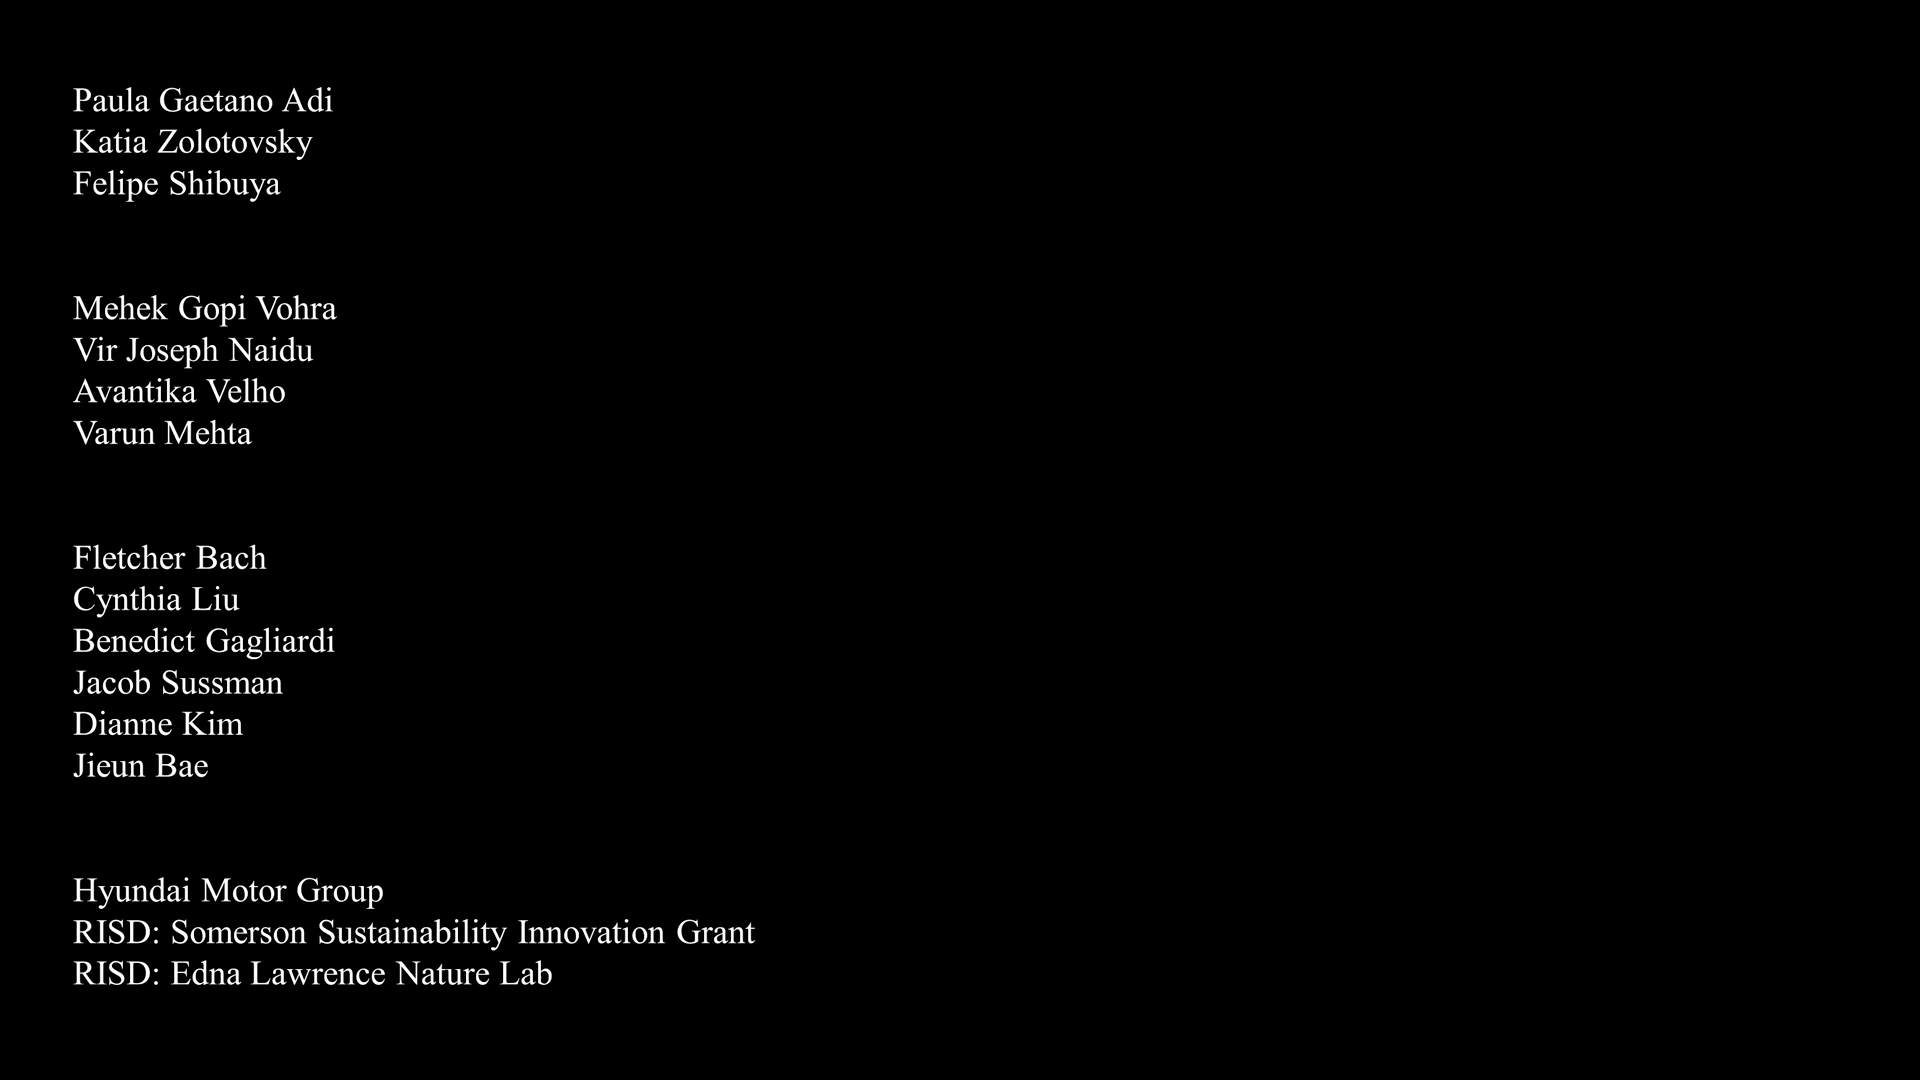 Paula Gaetano Adi
Katia Zolotovsky
Felipe Shibuya
Mehek Gopi Vohra
Vir Joseph Naidu
Avantika Velho
Varun Mehta
Fletcher Bach
Cynthia Liu
Benedict Gagliardi
Jacob Sussman
Dianne Kim
Jieun Bae
Hyundai Motor Group
RISD: Somerson Sustainability Innovation Grant
RISD: Edna Lawrence Nature Lab